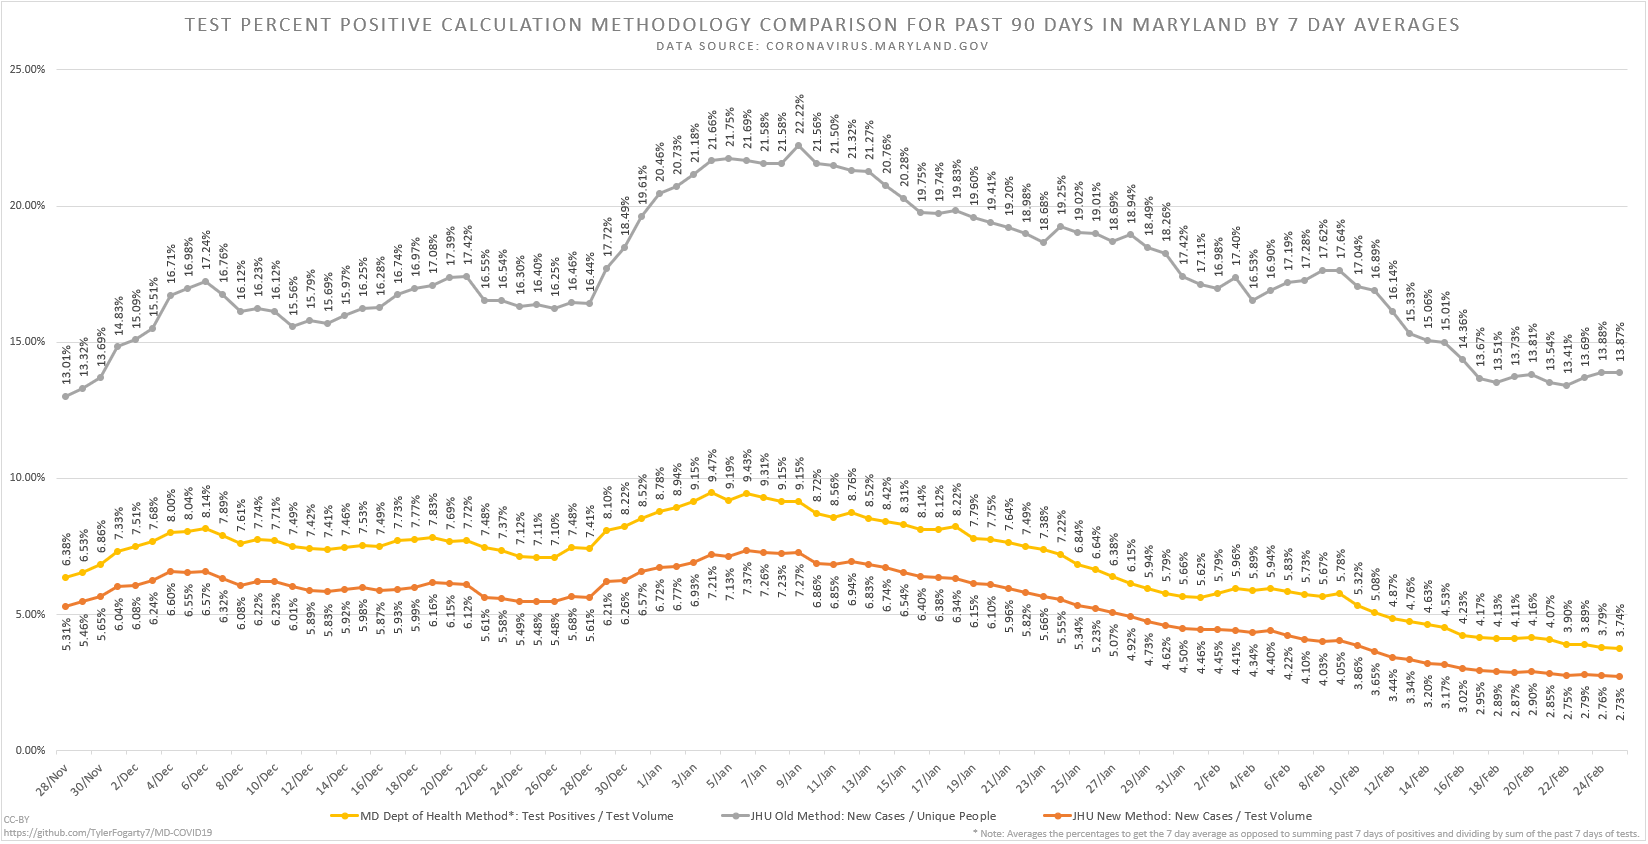 TEST PERCENT POSITIVE CALCULATION METHODOLOGY COMPARISON FOR PAST 90 DAYS IN MARYLAND BY 7 DAY AVERAGES
DATA SOURCE: CORONAVIRUS.MARYLAND.GOV
25.00%
20.00%
15.00%
10.00%
5.00%
0.00%
13.01% 13.32% 13.69% 14.83% 15.09% 15.51% 16.71% 16.98% 17.24% 16.76% 16.12% 16.23% 16.12% 15.56% 15.79% 15.69% 15.97% 16.25% 16.28% 16.74% 16.97% 17.08% 17.39% 17.42% 16.55% 16.54% 16.30% 16.40% 16.25% 16.46% 16.44% 17.72% 18.49% 19.61% 20.46% 20.73% 21.18% 21.66% 21.75% 21.69% 21.58% 21.58% 22.22% 21.56% 21.50% 21.32% 21.27% 20.76% 20.28% 19.75% 19.74% 19.83% 19.60% 19.41% 19.20% 18.98% 18.68% 19.25% 19.02% 19.01% 18.69% 18.94% 18.49% 18.26% 17.42% 17.11% 16.98% 17.40% 16.53% 16.90% 17.19% 17.28% 17.62% 17.64% 17.04% 16.89% 16.14% 15.33% 15.06% 15.01% 14.36% 13.67% 13.51% 13.73% 13.81% 13.54% 13.41% 13.69% 13.88% 13.87%
6.38% 6.53% 6.86% 7.33% 7.51% 7.68% 8.00% 8.04% 8.14% 7.89% 7.61% 7.74% 7.71% 7.49% 7.42% 7.41% 7.46% 7.53% 7.49% 7.73% 7.77% 7.83% 7.69% 7.72% 7.48% 7.37% 7.12% 7.11% 7.10% 7.48% 7.41% 8.10% 8.22% 8.52% 8.78% 8.94% 9.15% 9.47% 9.19% 9.43% 9.31% 9.15% 9.15% 8.72% 8.56% 8.76% 8.52% 8.42% 8.31% 8.14% 8.12% 8.22% 7.79% 7.75% 7.64% 7.49% 7.38% 7.22% 6.84% 6.64% 6.38% 6.15% 5.94% 5.79% 5.66% 5.62% 5.79% 5.96% 5.89% 5.94% 5.83% 5.73% 5.67% 5.78% 5.32% 5.08% 4.87% 4.76% 4.63% 4.53% 4.23% 4.17% 4.13% 4.11% 4.16% 4.07% 3.90% 3.89% 3.79% 3.74%
5.31% 5.46% 5.65% 6.04% 6.08% 6.24% 6.60% 6.55% 6.57% 6.32% 6.08% 6.22% 6.23% 6.01% 5.89% 5.83% 5.92% 5.98% 5.87% 5.93% 5.99% 6.16% 6.15% 6.12% 5.61% 5.58% 5.49% 5.48% 5.48% 5.68% 5.61% 6.21% 6.26% 6.57% 6.72% 6.77% 6.93% 7.21% 7.13% 7.37% 7.26% 7.23% 7.27% 6.86% 6.85% 6.94% 6.83% 6.74% 6.54% 6.40% 6.38% 6.34% 6.15% 6.10% 5.96% 5.82% 5.66% 5.55% 5.34% 5.23% 5.07% 4.92% 4.73% 4.62% 4.50% 4.46% 4.45% 4.41% 4.34% 4.40% 4.22% 4.10% 4.03% 4.05% 3.86% 3.65% 3.44% 3.34% 3.20% 3.17% 3.02% 2.95% 2.89% 2.87% 2.90% 2.85% 2.75% 2.79% 2.76% 2.73%
28/Nov 30/Nov 2/Dec 4/Dec 6/Dec 8/Dec 10/Dec 12/Dec 14/Dec 16/Dec 18/Dec 20/Dec 22/Dec 24/Dec 26/Dec 28/Dec 30/Dec 1/Jan 3/Jan 5/Jan 7/Jan 9/Jan 11/Jan 13/Jan 15/Jan 17/Jan 19/Jan 21/Jan 23/Jan 25/Jan 27/Jan 29/Jan 31/Jan 2/Feb 4/Feb 6/Feb 8/Feb 10/Feb 12/Feb 14/Feb 16/Feb 18/Feb 20/Feb 22/Feb 24/Feb
MD Dept of Health Method*: Test Positives / Test Volume JHU Old Method: New Cases / Unique People JHU New Method: New Cases / Test Volume
CC-BY
https://github.com/TylerFogarty7/MD-COVID19
* Note: Averages the percentages to get the 7 day average as opposed to summing past 7 days of positives and dividing by sum of the past 7 days of tests.